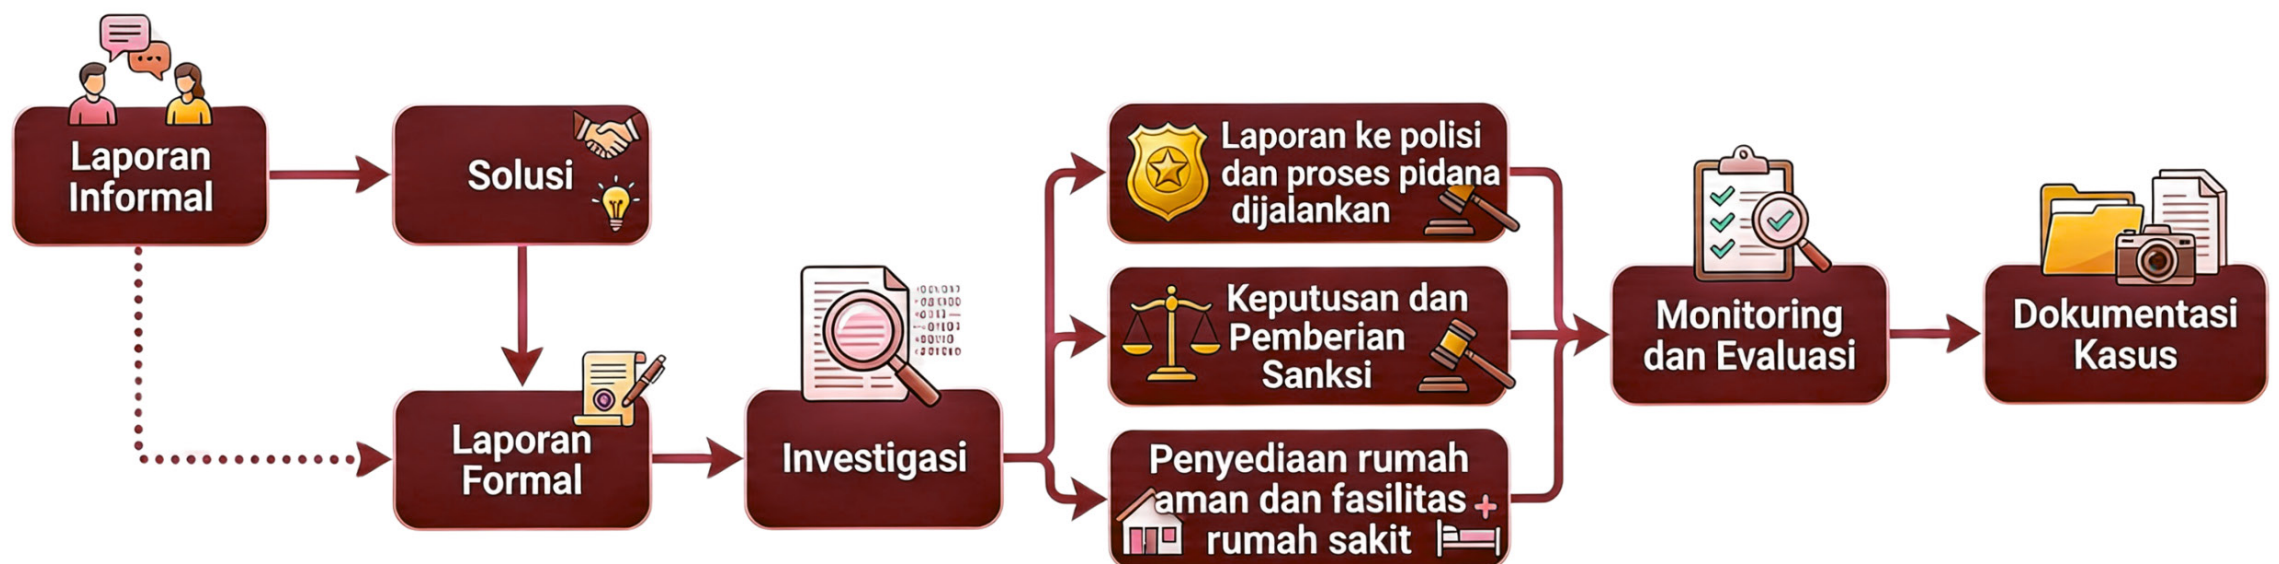 Laporan
Informal
Solusi
Laporan
Formal
Investigasi
Laporan ke polisi
dan proses pidana
dijalankan
Keputusan dan
Pemberian
Sanksi
Penyediaan rumah
aman dan fasilitas
rumah sakit
Monitoring
dan Evaluasi
Dokumentasi
Kasus